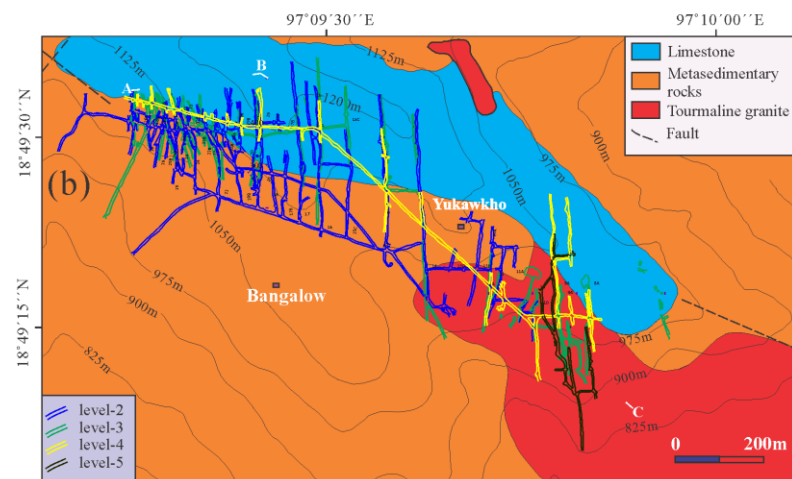 97°09´30´´E
97°10´00´´E
18°49´30´´N
18°49´15´´N
(b)
1125m
A
B
1125m
1200m
Limestone
Metasedimentary
rocks
Tourmaline granite
Fault
900m
975m
1050m
Yukawkho
1050m
975m
900m
825m
Bangalow
975m
900m
C
825m
level-2
level-3
level-4
level-5
0
200m